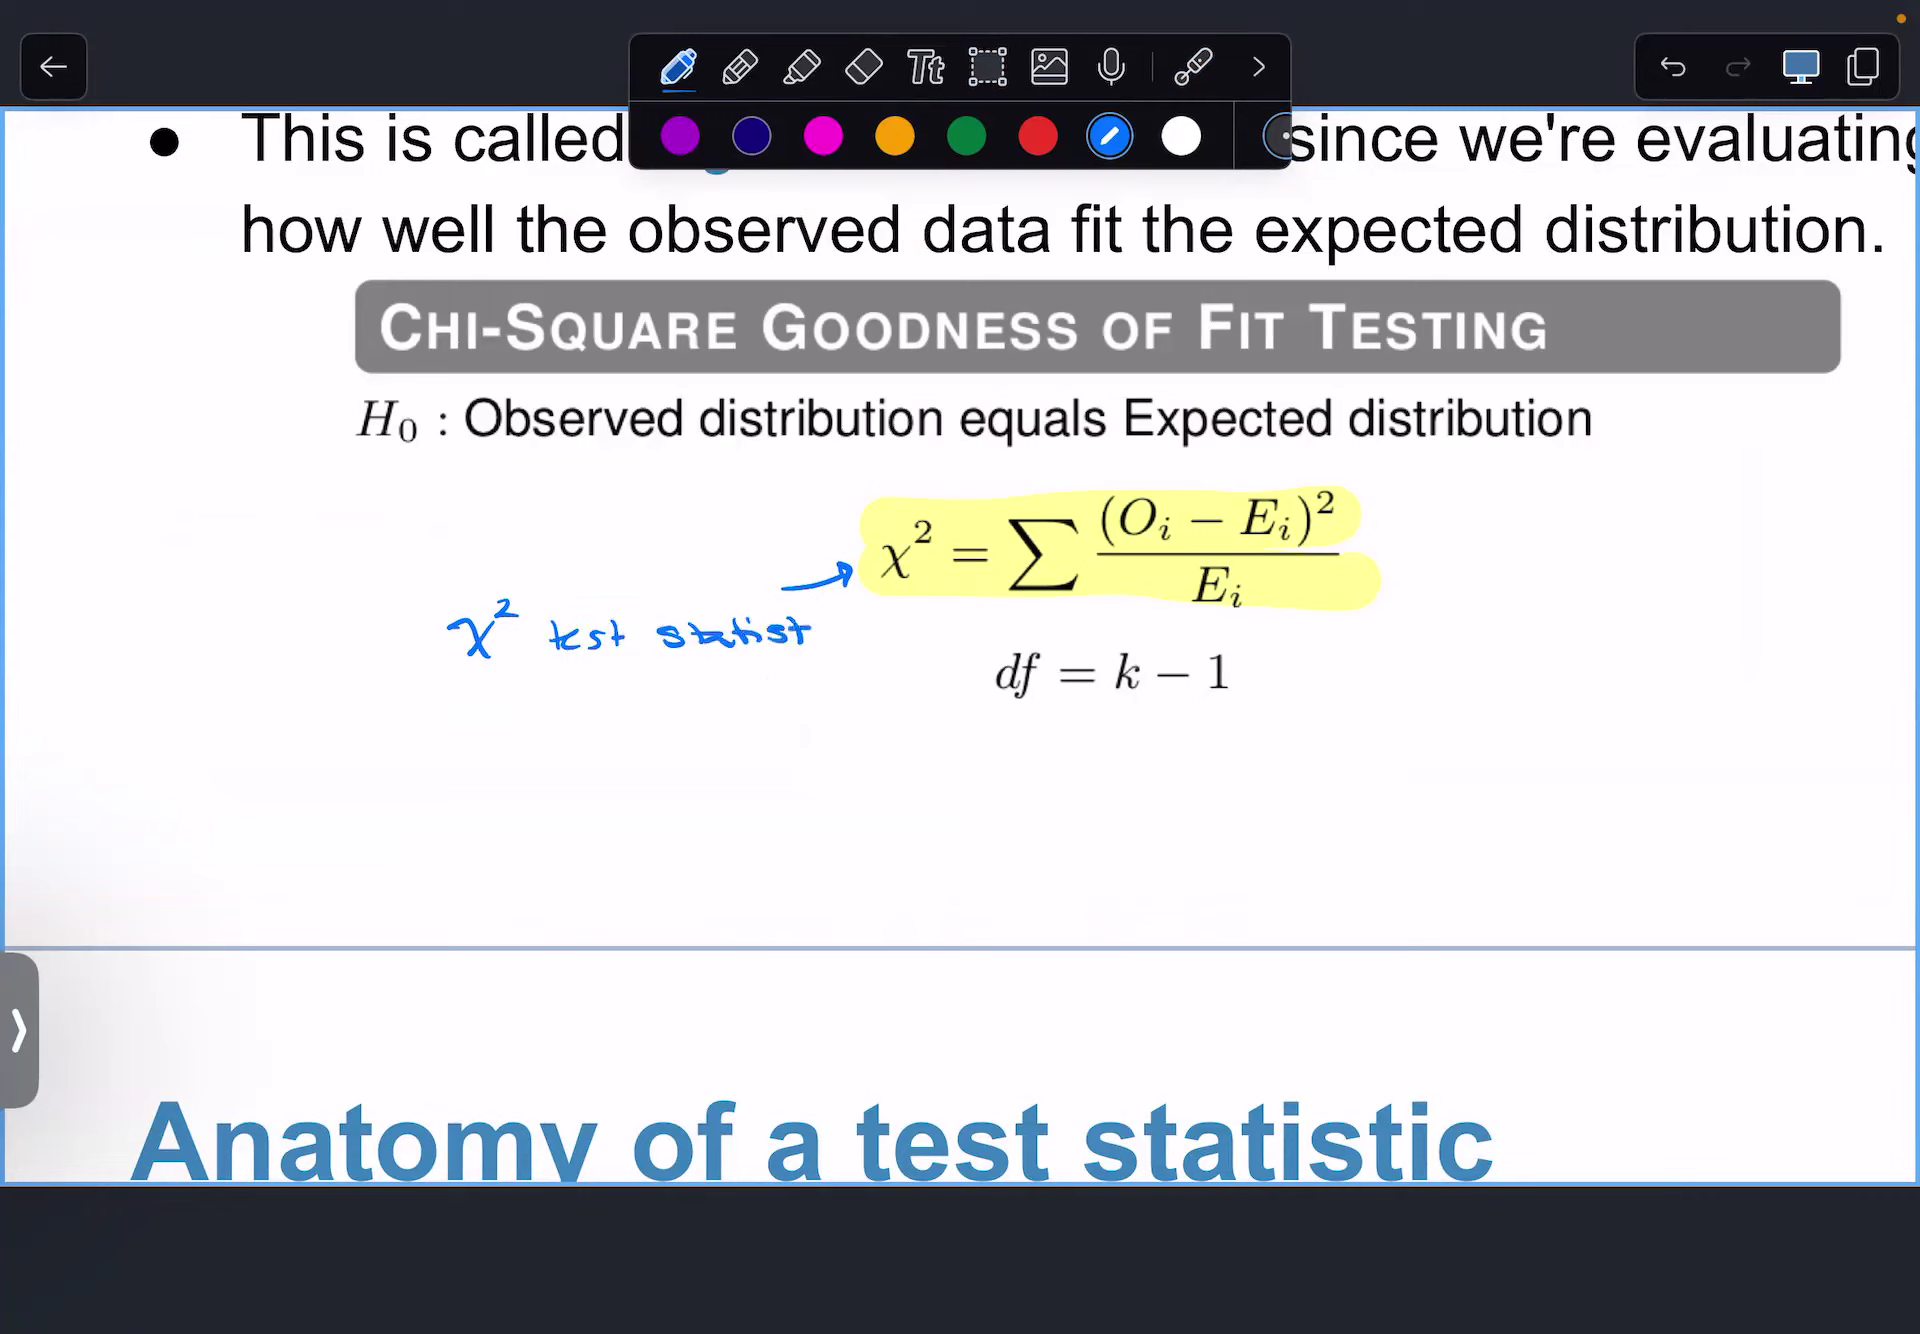 Tt
This is called since we're evaluating
how well the observed data fit the expected distribution.
CHI-SQUARE GOODNESS OF FIT TESTING
H₀ : Observed distribution equals Expected distribution
χ² = ∑ (Oᵢ − Eᵢ)² / Eᵢ
χ² test statist
df = k − 1
Anatomy of a test statistic